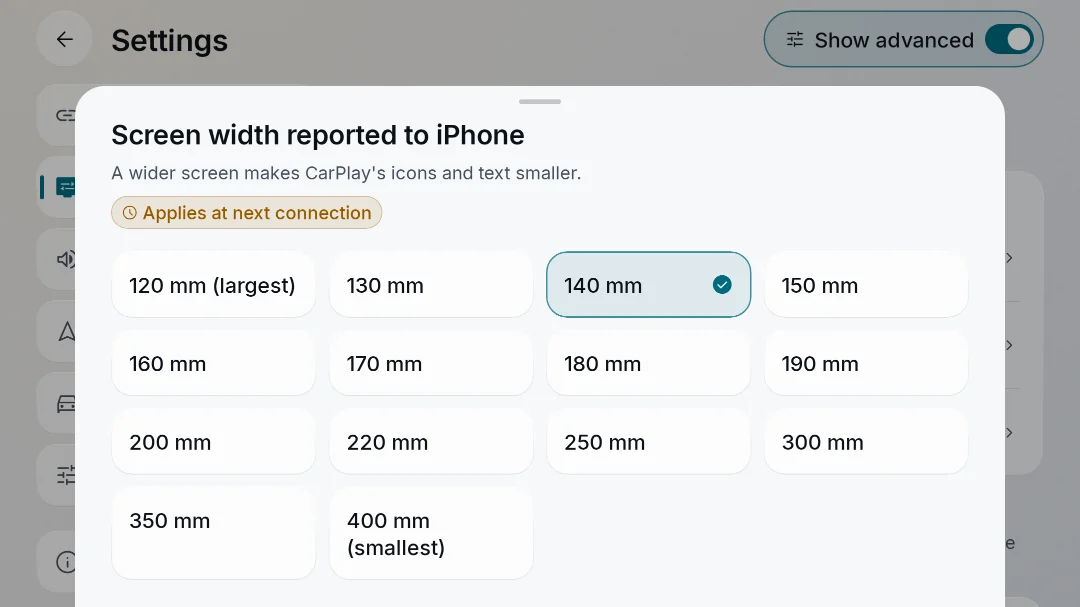 Settings
Show advanced
Screen width reported to iPhone
A wider screen makes CarPlay's icons and text smaller.
Applies at next connection
120 mm (largest)
130 mm
140 mm
150 mm
160 mm
170 mm
180 mm
190 mm
200 mm
220 mm
250 mm
300 mm
350 mm
400 mm
(smallest)